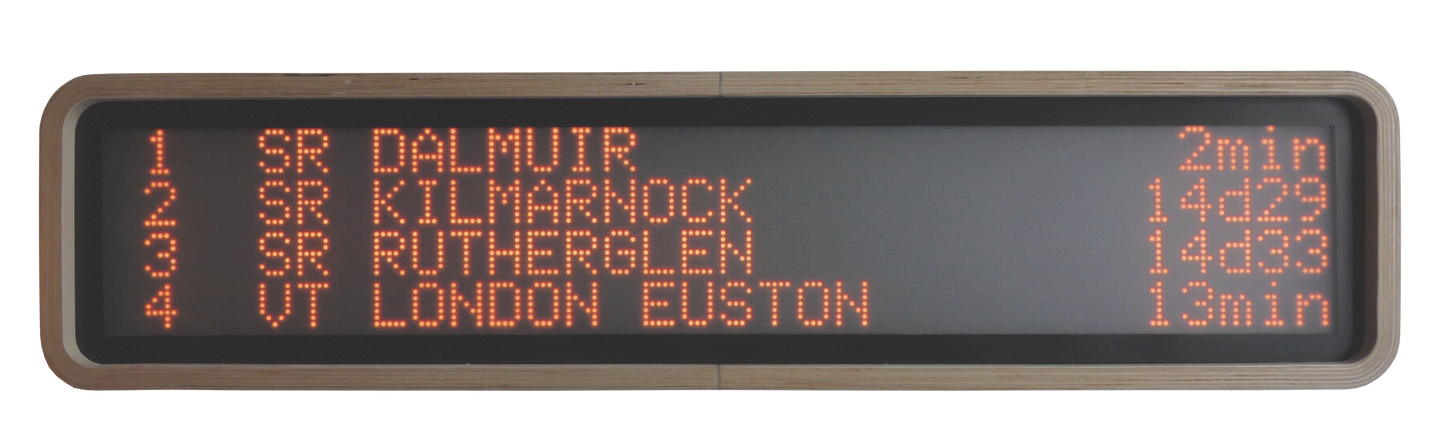 1 SR DALMUIR 2min
2 SR KILMARNOCK 14d29
3 SR RUTHERGLEN 14d33
4 VT LONDON EUSTON 13min